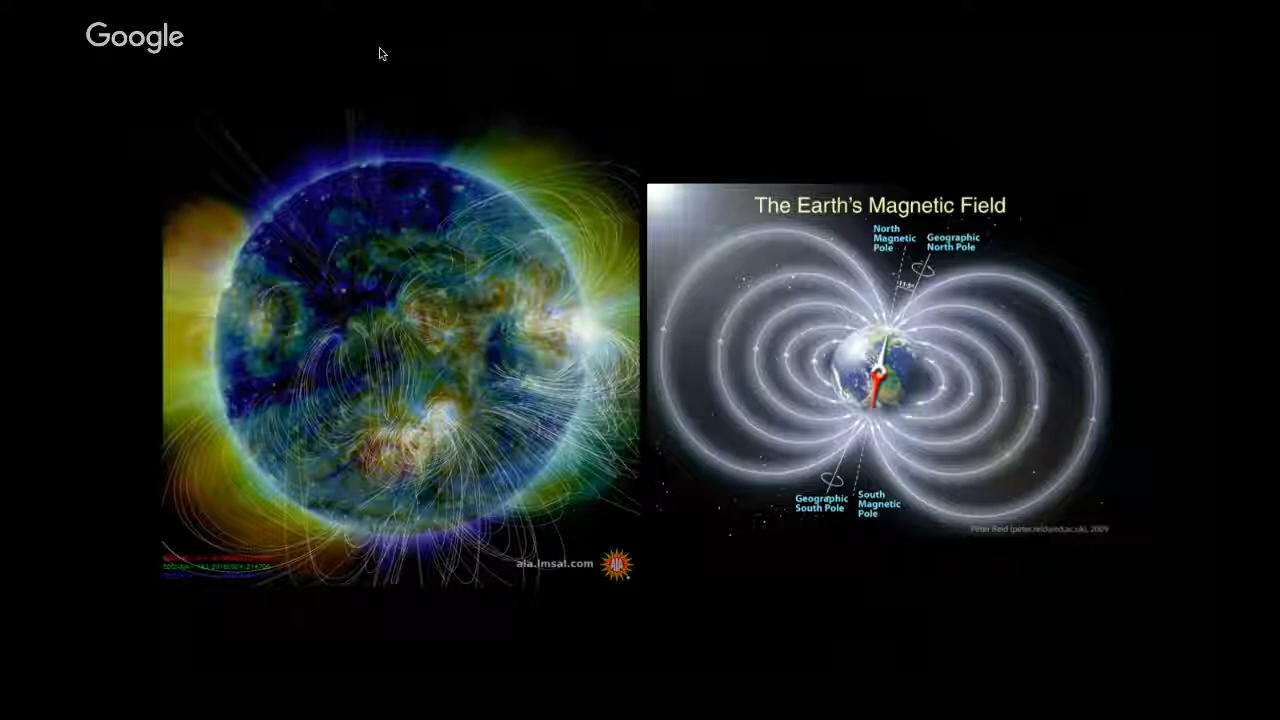 Google
The Earth's Magnetic Field
North
Magnetic
Pole
Geographic
North Pole
Geographic
South Pole
South
Magnetic
Pole
aia.lmsal.com
AIA